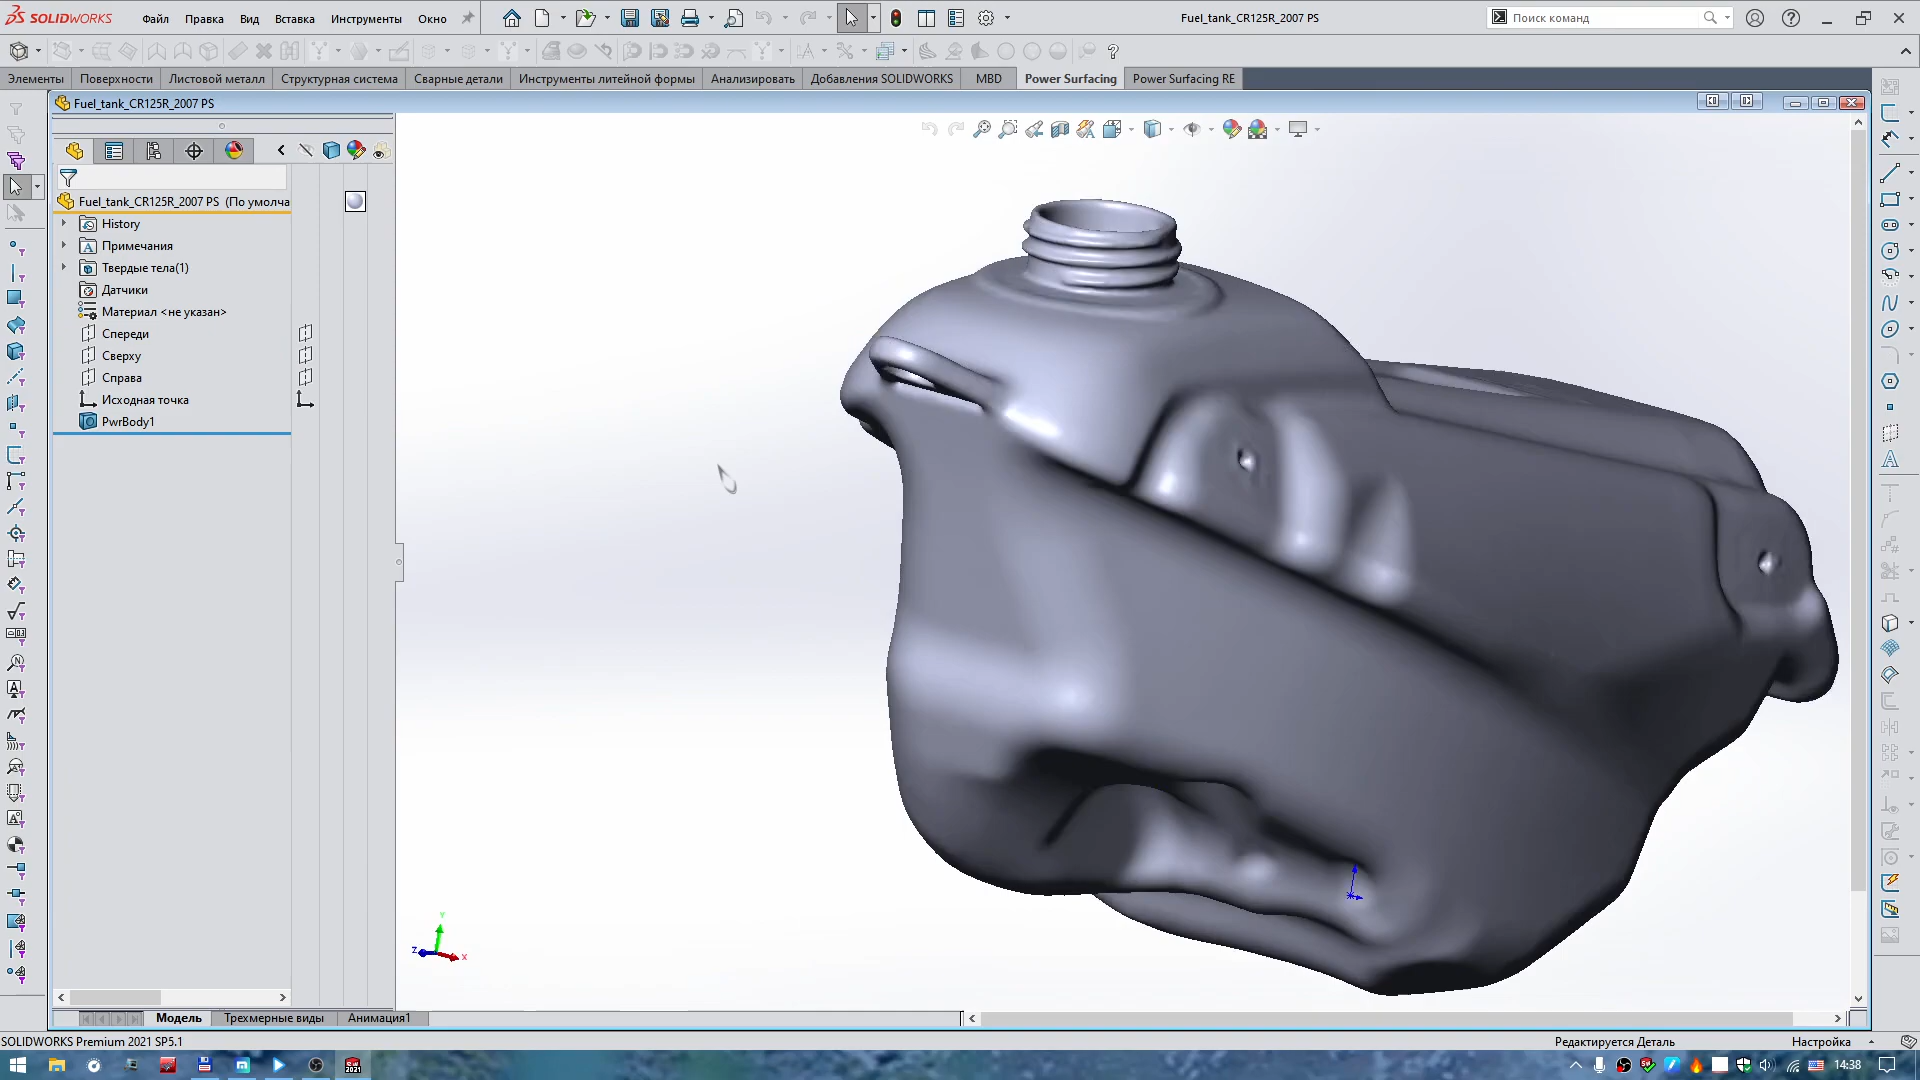 SOLIDWORKS Файл Правка Вид Вставка Инструменты Окно Fuel_tank_CR125R_2007 PS Поиск команд
Элементы Поверхности Листовой металл Структурная система Сварные детали Инструменты литейной формы Анализировать Добавления SOLIDWORKS MBD Power Surfacing Power Surfacing RE
Fuel_tank_CR125R_2007 PS
Fuel_tank_CR125R_2007 PS (По умолча
History
Примечания
Твердые тела(1)
Датчики
Материал <не указан>
Спереди
Сверху
Справа
Исходная точка
PwrBody1
Y
Z
X
Модель Трехмерные виды Анимация1
SOLIDWORKS Premium 2021 SP5.1 Редактируется Деталь Настройка
14:38